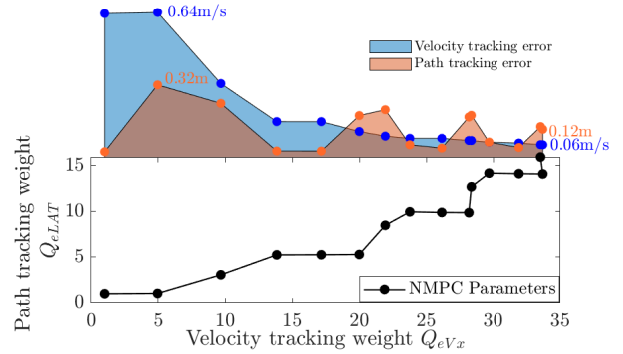 0.64m/s
Velocity tracking error
Path tracking error
0.32m
0.12m
0.06m/s
15
10
5
0
Path tracking weight
Q_{eLAT}
NMPC Parameters
0 5 10 15 20 25 30 35
Velocity tracking weight Q_{eVx}